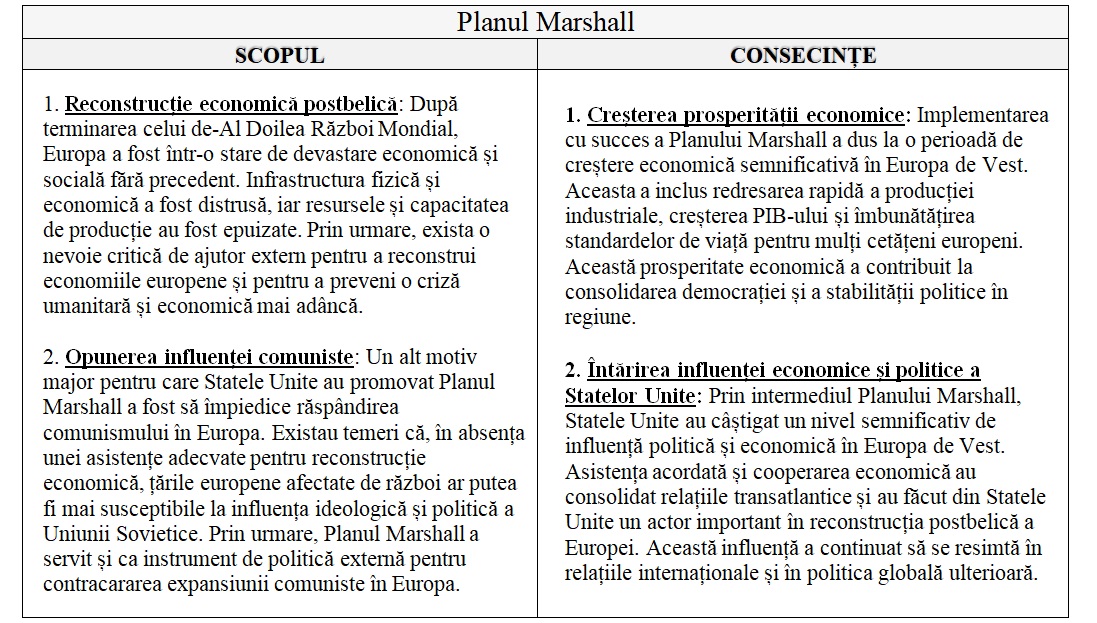 Planul Marshall
SCOPUL
CONSECINȚE
1. Reconstrucție economică postbelică: După
terminarea celui de-Al Doilea Război Mondial,
Europa a fost într-o stare de devastare economică și
socială fără precedent. Infrastructura fizică și
economică a fost distrusă, iar resursele și capacitatea
de producție au fost epuizate. Prin urmare, exista o
nevoie critică de ajutor extern pentru a reconstrui
economiile europene și pentru a preveni o criză
umanitară și economică mai adâncă.
2. Opunerea influenței comuniste: Un alt motiv
major pentru care Statele Unite au promovat Planul
Marshall a fost să împiedice răspândirea
comunismului în Europa. Existau temeri că, în absența
unei asistențe adecvate pentru reconstrucție
economică, țările europene afectate de război ar putea
fi mai susceptibile la influența ideologică și politică a
Uniunii Sovietice. Prin urmare, Planul Marshall a
servit și ca instrument de politică externă pentru
contracararea expansiunii comuniste în Europa.
1. Creșterea prosperității economice: Implementarea
cu succes a Planului Marshall a dus la o perioadă de
creștere economică semnificativă în Europa de Vest.
Aceasta a inclus redresarea rapidă a producției
industriale, creșterea PIB-ului și îmbunătățirea
standardelor de viață pentru mulți cetățeni europeni.
Această prosperitate economică a contribuit la
consolidarea democrației și a stabilității politice în
regiune.
2. Întărirea influenței economice și politice a
Statelor Unite: Prin intermediul Planului Marshall,
Statele Unite au câștigat un nivel semnificativ de
influență politică și economică în Europa de Vest.
Asistența acordată și cooperarea economică au
consolidat relațiile transatlantice și au făcut din Statele
Unite un actor important în reconstrucția postbelică a
Europei. Această influență a continuat să se resimtă în
relațiile internaționale și în politica globală ulterioară.